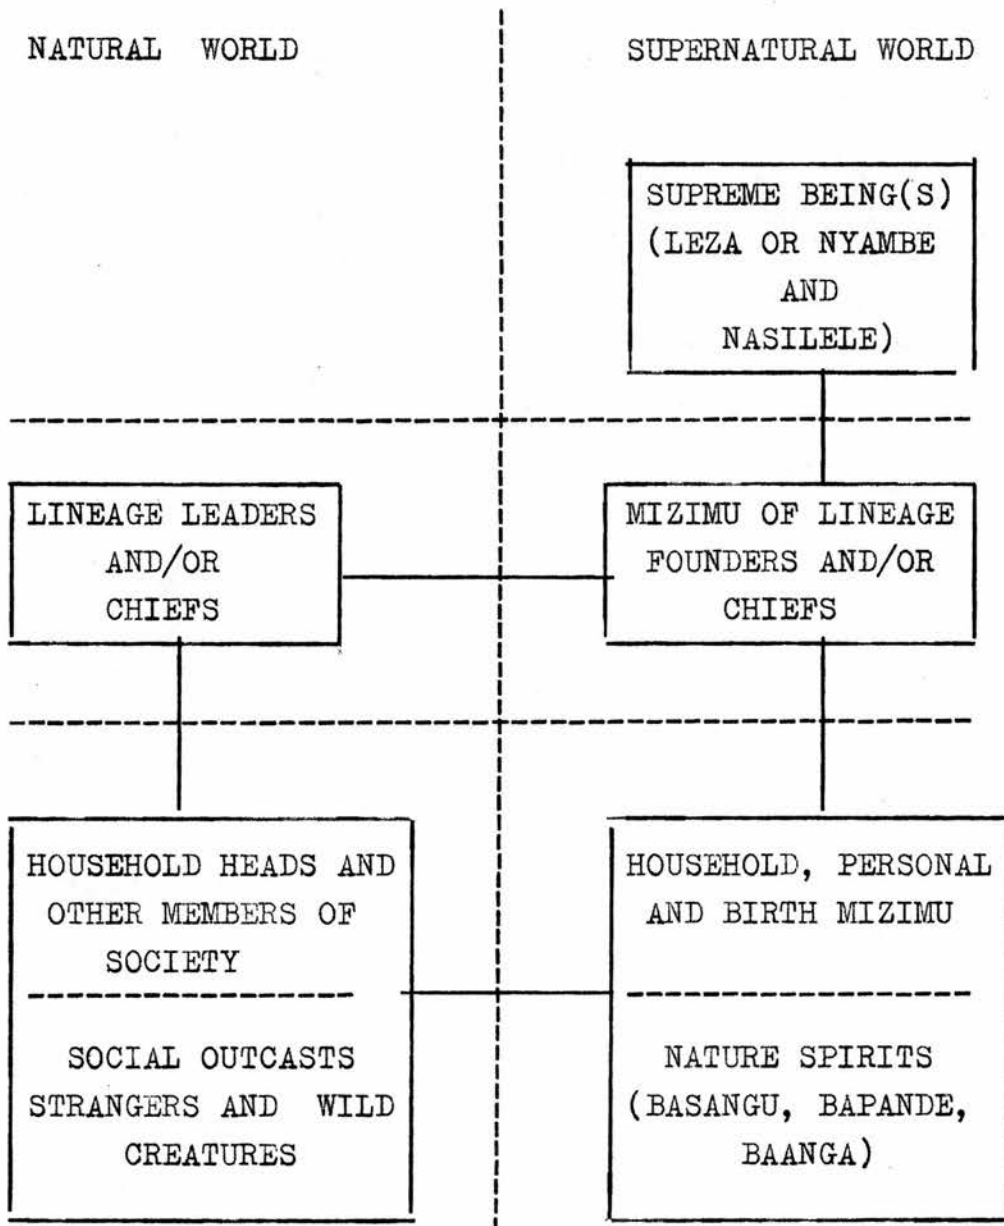 NATURAL WORLD
SUPERNATURAL WORLD
SUPREME BEING(S)
(LEZA OR NYAMBE
AND
NASILELE)
LINEAGE LEADERS
AND/OR
CHIEFS
MIZIMU OF LINEAGE
FOUNDERS AND/OR
CHIEFS
HOUSEHOLD HEADS AND
OTHER MEMBERS OF
SOCIETY
SOCIAL OUTCASTS
STRANGERS AND WILD
CREATURES
HOUSEHOLD, PERSONAL
AND BIRTH MIZIMU
NATURE SPIRITS
(BASANGU, BAPANDE,
BAANGA)